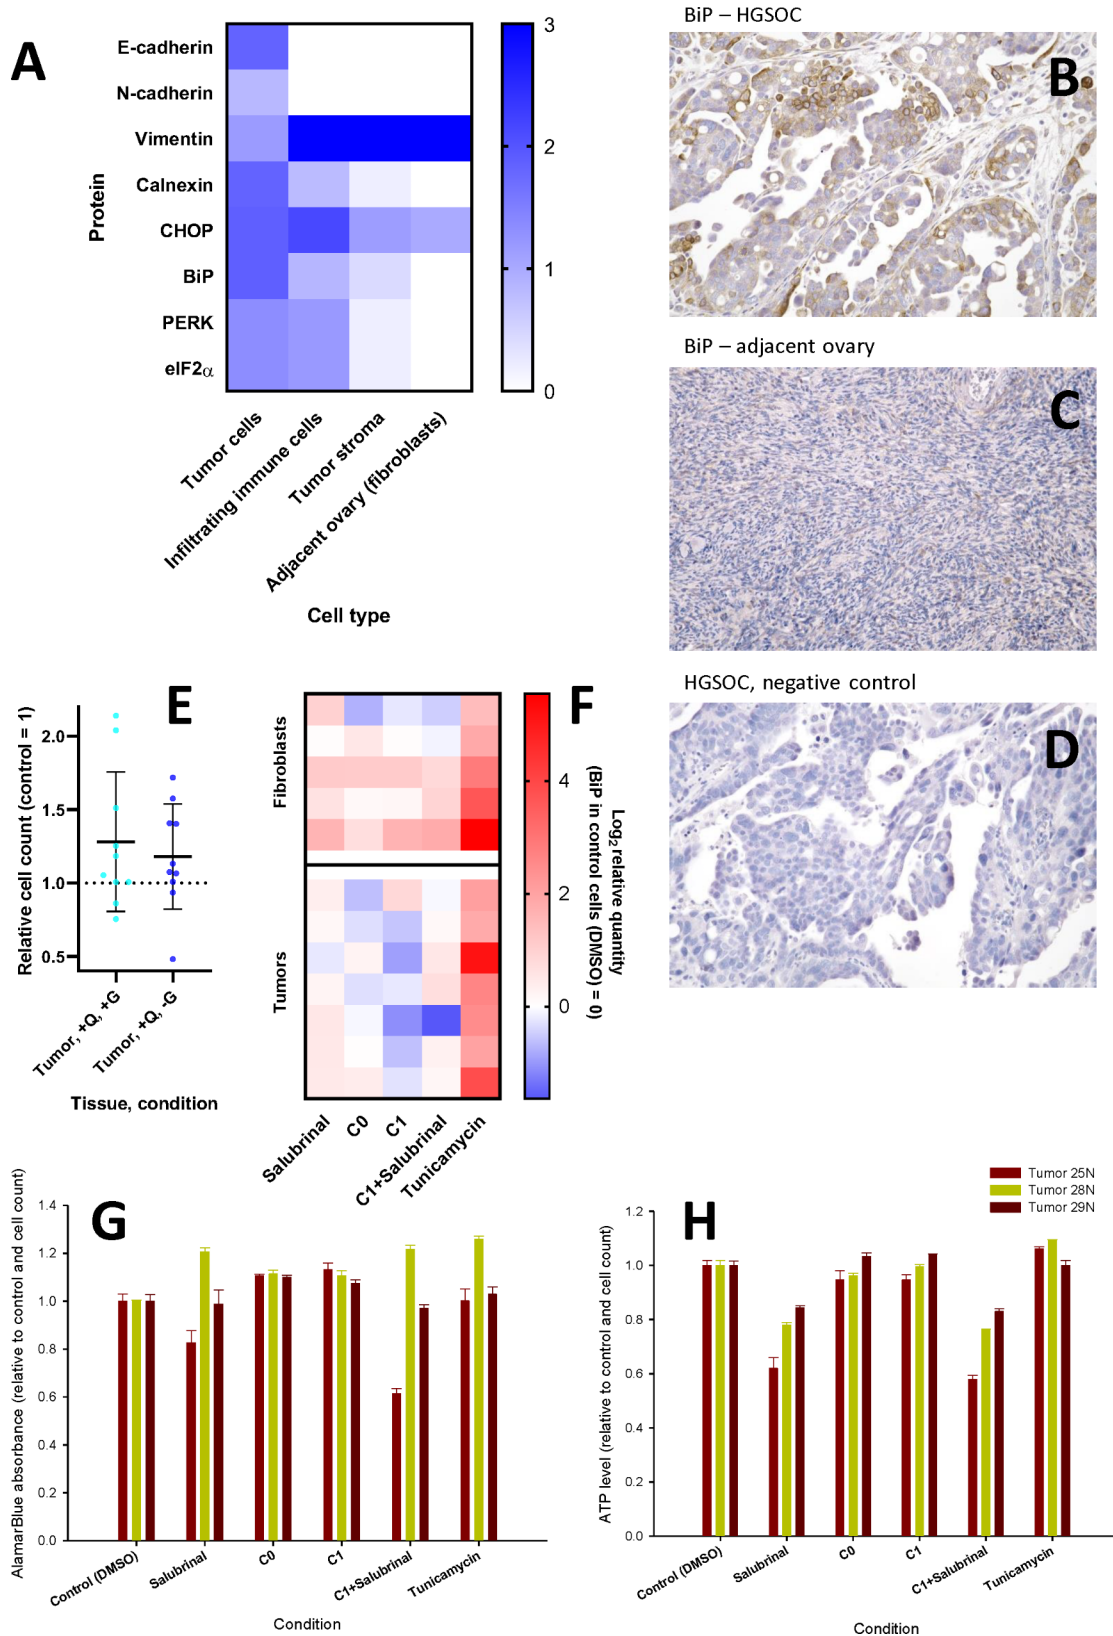 A
Protein
E-cadherin
N-cadherin
Vimentin
Calnexin
CHOP
BiP
PERK
eIF2α
3
2
1
0
Tumor cells
Infiltrating immune cells
Tumor stroma
Adjacent ovary (fibroblasts)
Cell type
BiP – HGSOC
B
BiP – adjacent ovary
C
HGSOC, negative control
D
E
Relative cell count (control = 1)
2.0
1.5
1.0
0.5
Tumor, +Q, +G
Tumor, +Q, -G
Tissue, condition
F
Fibroblasts
Tumors
4
2
0
Log2 relative quantity
(BiP in control cells (DMSO) = 0)
Salubrinal
C0
C1
C1+Salubrinal
Tunicamycin
G
AlamarBlue absorbance (relative to control and cell count)
1.4
1.2
1.0
0.8
0.6
0.4
0.2
0.0
Control (DMSO)
Salubrinal
C0
C1
C1+Salubrinal
Tunicamycin
Condition
H
Tumor 25N
Tumor 28N
Tumor 29N
ATP level (relative to control and cell count)
1.2
1.0
0.8
0.6
0.4
0.2
0.0
Control (DMSO)
Salubrinal
C0
C1
C1+Salubrinal
Tunicamycin
Condition